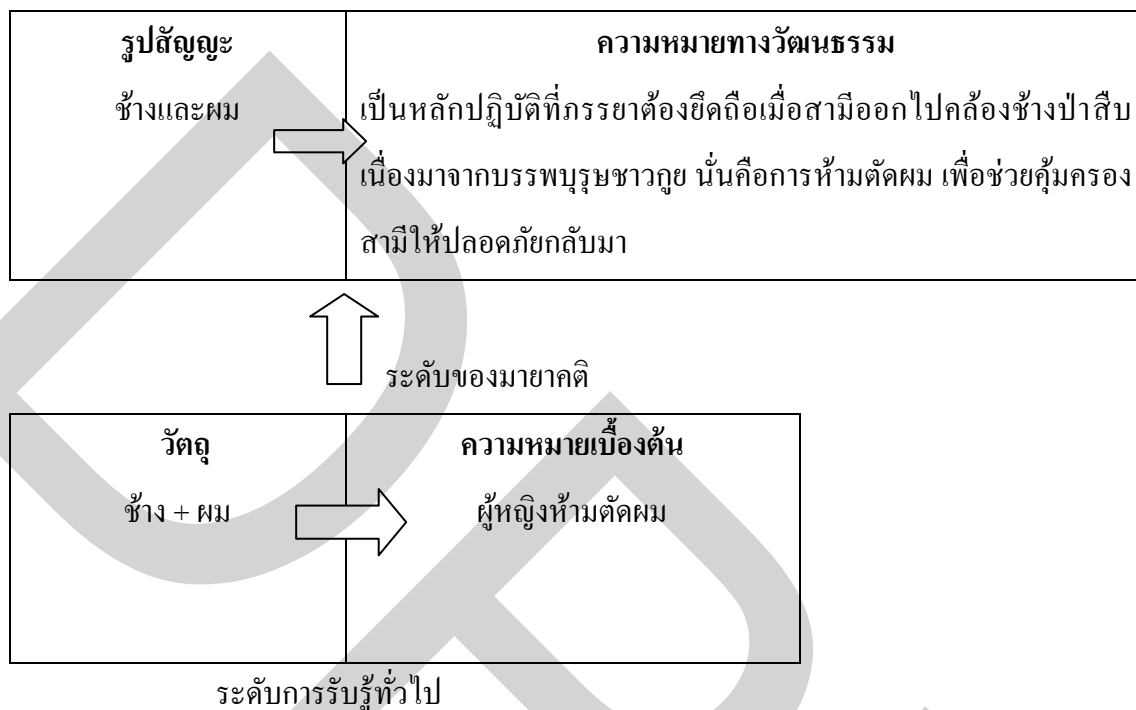 รูปสัญญะ
ความหมายทางวัฒนธรรม
ช้างและผม
เป็นหลักปฏิบัติที่ภรรยาต้องยึดถือเมื่อสามีออกไปคล้องช้างป่าสืบ
เนื่องมาจากบรรพบุรุษชาวกูย นั่นคือการห้ามตัดผม เพื่อช่วยคุ้มครอง
สามีให้ปลอดภัยกลับมา
ระดับของมายาคติ
วัตถุ
ความหมายเบื้องต้น
ช้าง + ผม
ผู้หญิงห้ามตัดผม
ระดับการรับรู้ทั่วไป